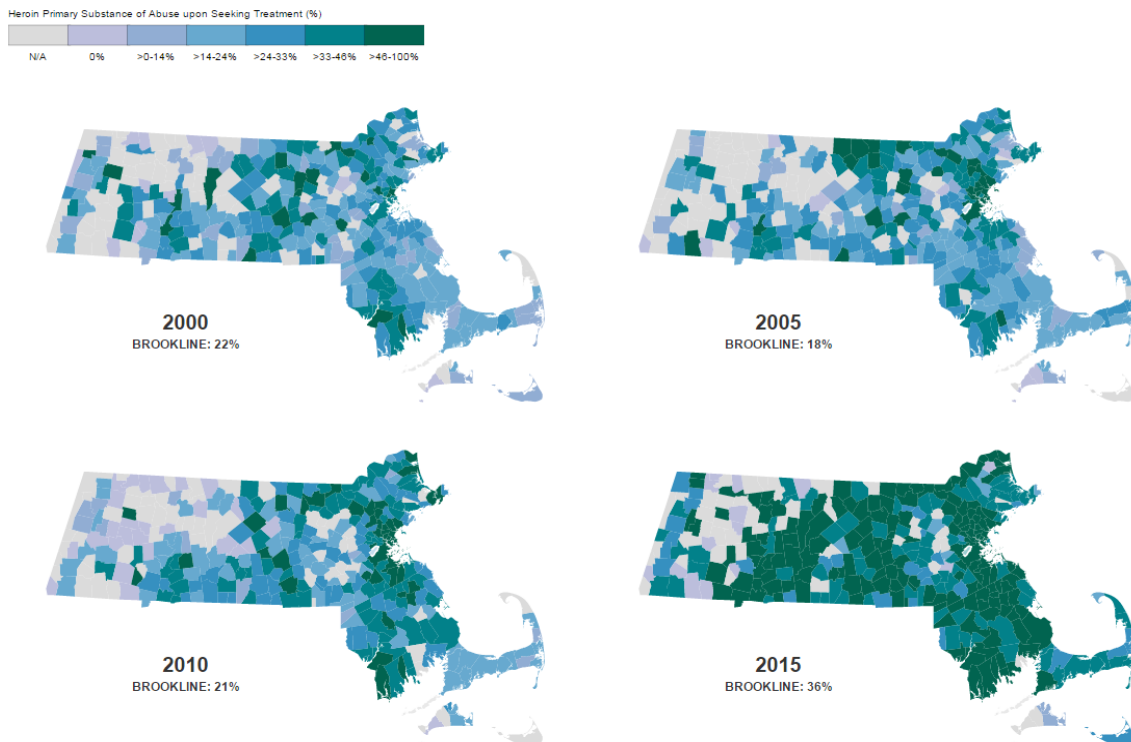 Heroin Primary Substance of Abuse upon Seeking Treatment (%)
N/A 0% >0-14% >14-24% >24-33% >33-46% >46-100%
2000
BROOKLINE: 22%
2005
BROOKLINE: 18%
2010
BROOKLINE: 21%
2015
BROOKLINE: 36%